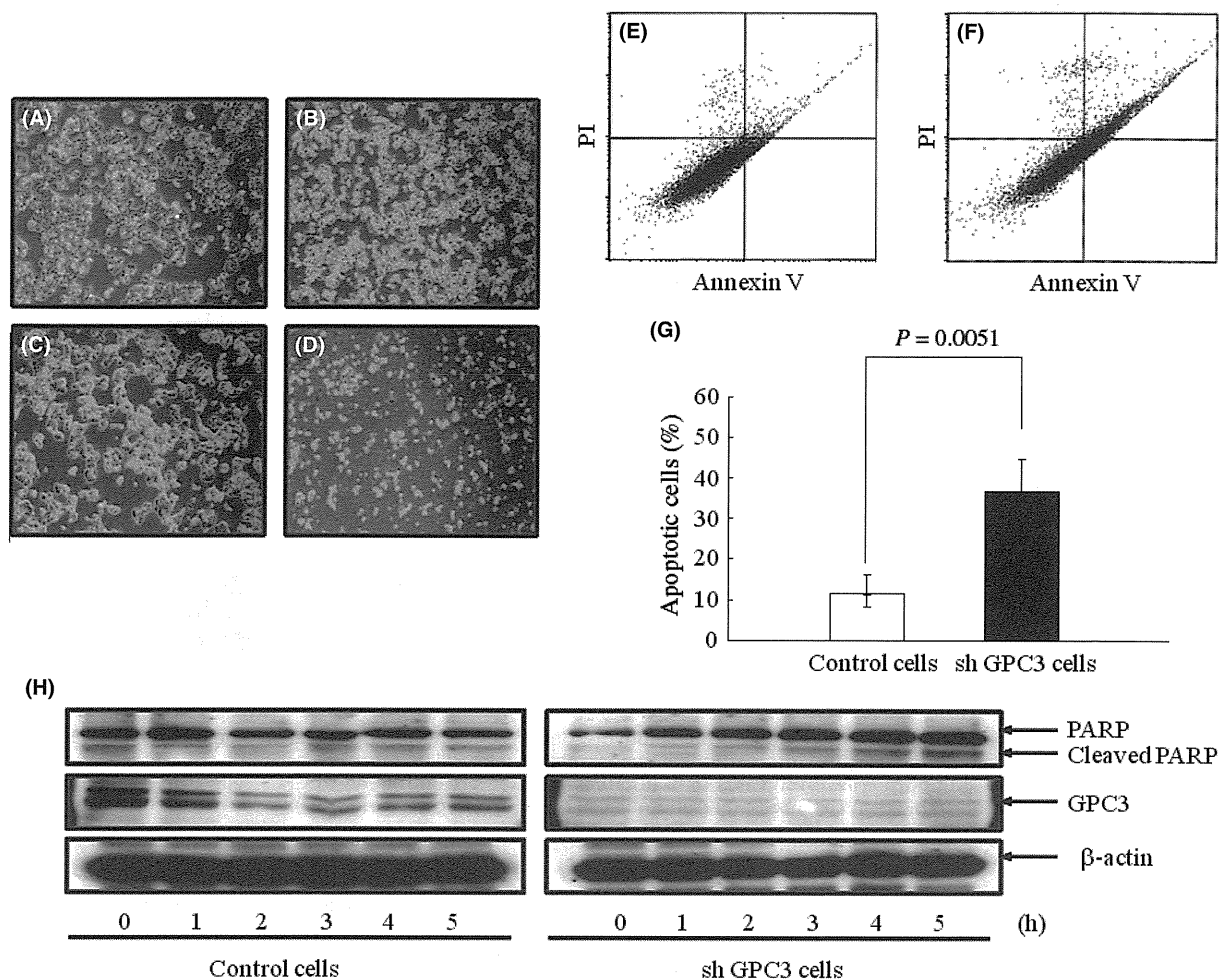 (A)
(B)
(C)
(D)
(E)
PI
Annexin V
(F)
PI
Annexin V
(G)
P = 0.0051
Apoptotic cells (%)
60
50
40
30
20
10
0
Control cells sh GPC3 cells
(H)
PARP
Cleaved PARP
GPC3
β-actin
0 1 2 3 4 5 0 1 2 3 4 5 (h)
Control cells sh GPC3 cells